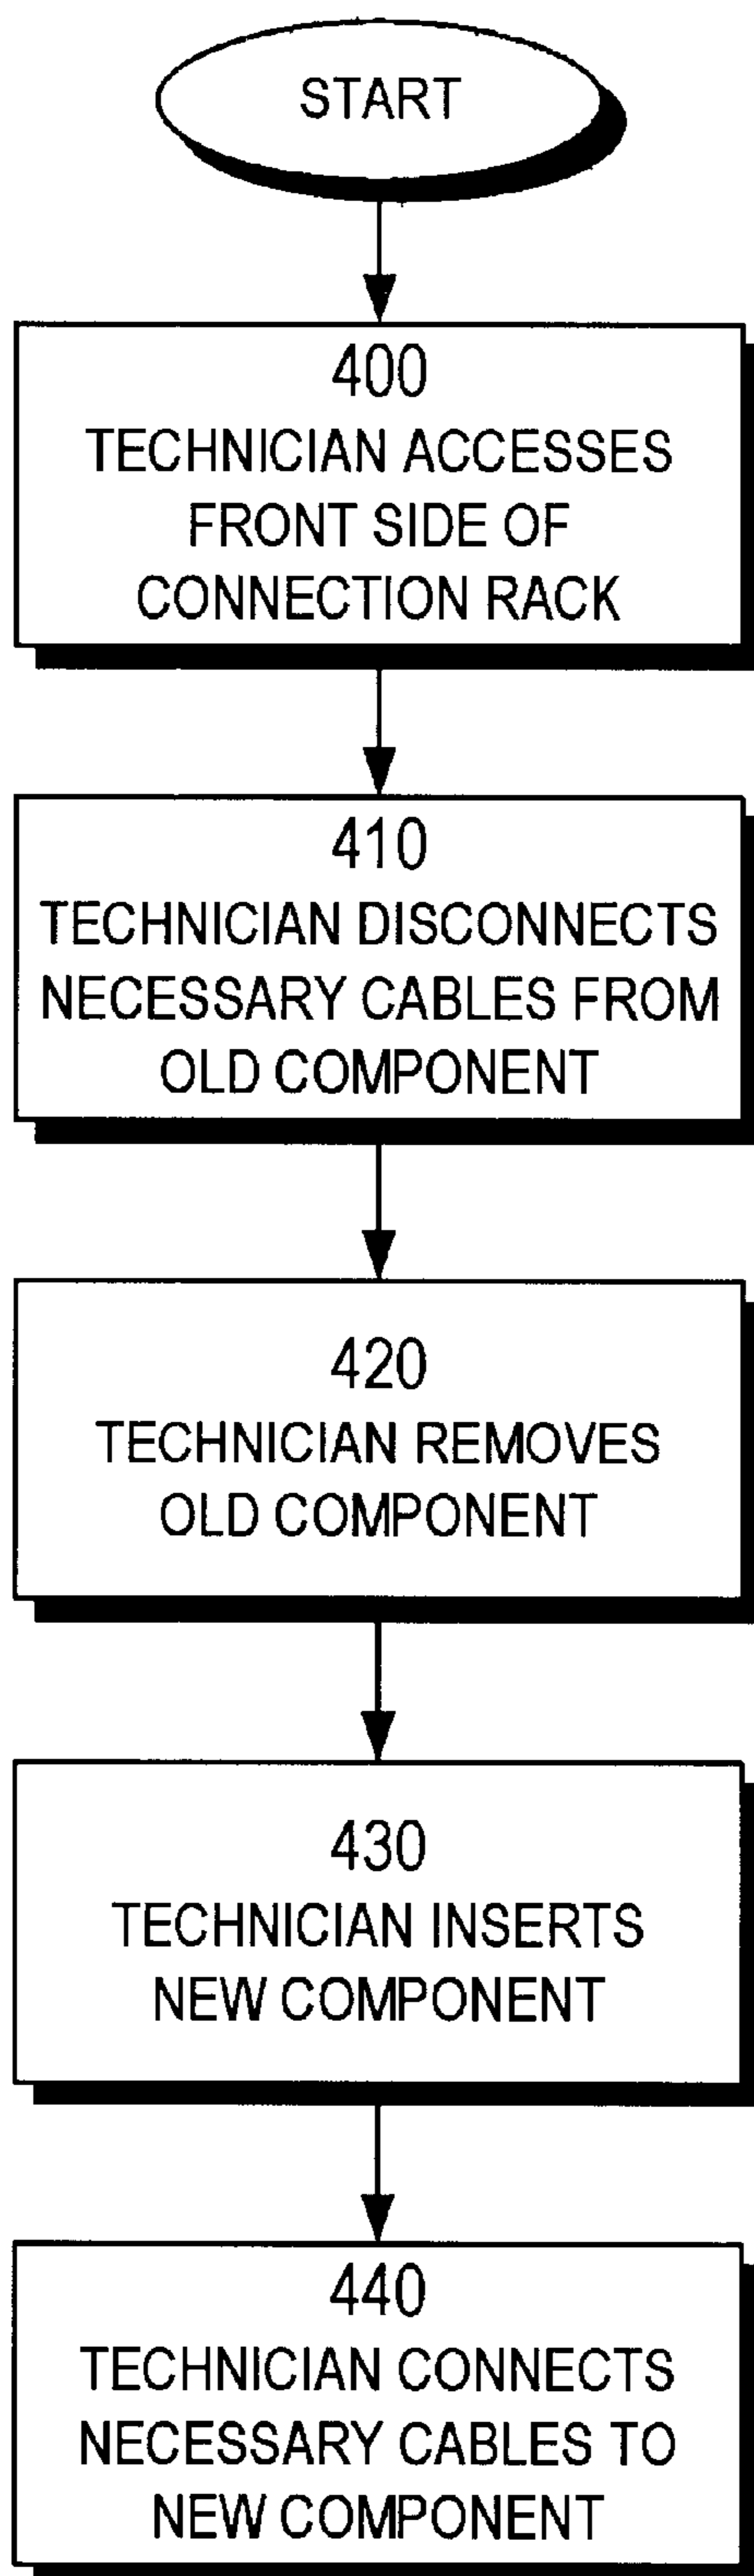 START
400
TECHNICIAN ACCESSES
FRONT SIDE OF
CONNECTION RACK
410
TECHNICIAN DISCONNECTS
NECESSARY CABLES FROM
OLD COMPONENT
420
TECHNICIAN REMOVES
OLD COMPONENT
430
TECHNICIAN INSERTS
NEW COMPONENT
440
TECHNICIAN CONNECTS
NECESSARY CABLES TO
NEW COMPONENT